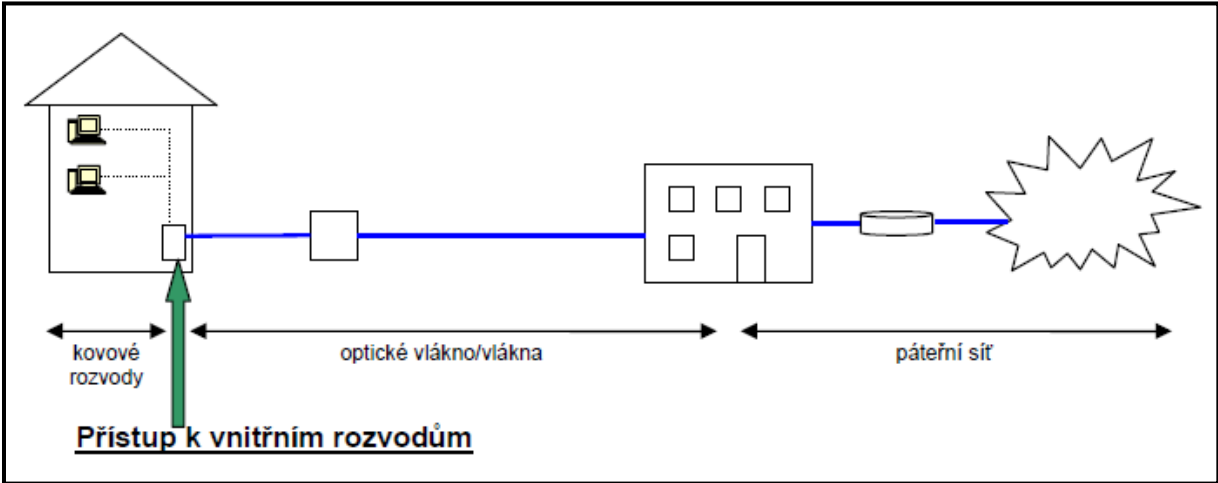 kovové
rozvody
optické vlákno/vlákna
páteřní síť
Přístup k vnitřním rozvodům